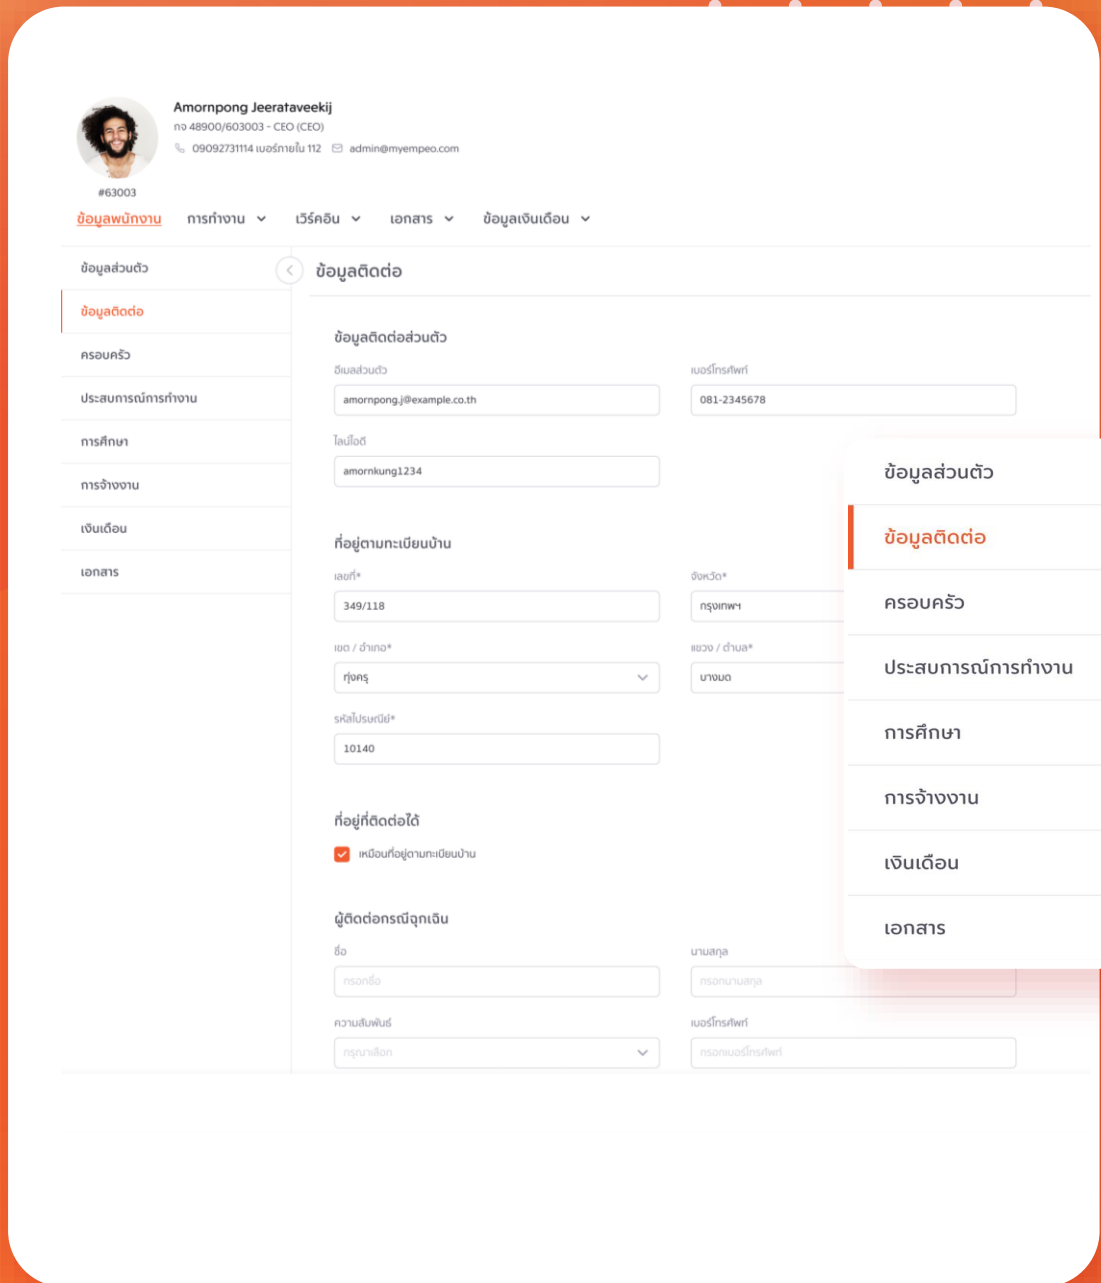 Amornpong Jeerataveekij
กจ 48900/603003 - CEO (CEO)
09092731114 เบอร์ภายใน 112 admin@myempeo.com
#63003
ข้อมูลพนักงาน การทำงาน เวิร์คอิน เอกสาร ข้อมูลเงินเดือน
ข้อมูลส่วนตัว
ข้อมูลติดต่อ
ครอบครัว
ประสบการณ์การทำงาน
การศึกษา
การจ้างงาน
เงินเดือน
เอกสาร
ข้อมูลติดต่อ
ข้อมูลติดต่อส่วนตัว
อีเมลส่วนตัว เบอร์โทรศัพท์
amornpong.j@example.co.th 081-2345678
ไลน์ไอดี
amornkung1234
ที่อยู่ตามทะเบียนบ้าน
เลขที่* จังหวัด*
349/118 กรุงเทพฯ
เขต / อำเภอ* แขวง / ตำบล*
ทุ่งครุ บางมด
รหัสไปรษณีย์*
10140
ที่อยู่ที่ติดต่อได้
เหมือนที่อยู่ตามทะเบียนบ้าน
ผู้ติดต่อกรณีฉุกเฉิน
ชื่อ นามสกุล
กรอกชื่อ กรอกนามสกุล
ความสัมพันธ์ เบอร์โทรศัพท์
กรุณาเลือก กรอกเบอร์โทรศัพท์
ข้อมูลส่วนตัว
ข้อมูลติดต่อ
ครอบครัว
ประสบการณ์การทำงาน
การศึกษา
การจ้างงาน
เงินเดือน
เอกสาร